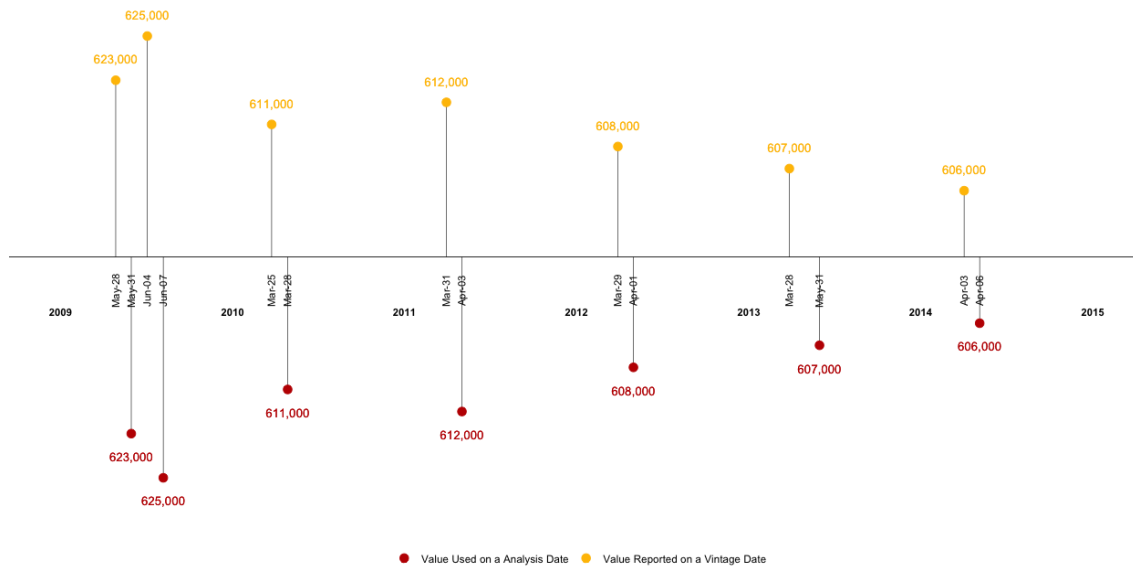 625,000
623,000
611,000
612,000
608,000
607,000
606,000
May-28
May-31
Jun-04
Jun-07
Mar-25
Mar-28
Mar-31
Apr-03
Mar-29
Apr-01
Mar-28
May-31
Apr-03
Apr-06
2009 2010 2011 2012 2013 2014 2015
606,000
607,000
608,000
611,000
612,000
623,000
625,000
Value Used on a Analysis Date Value Reported on a Vintage Date